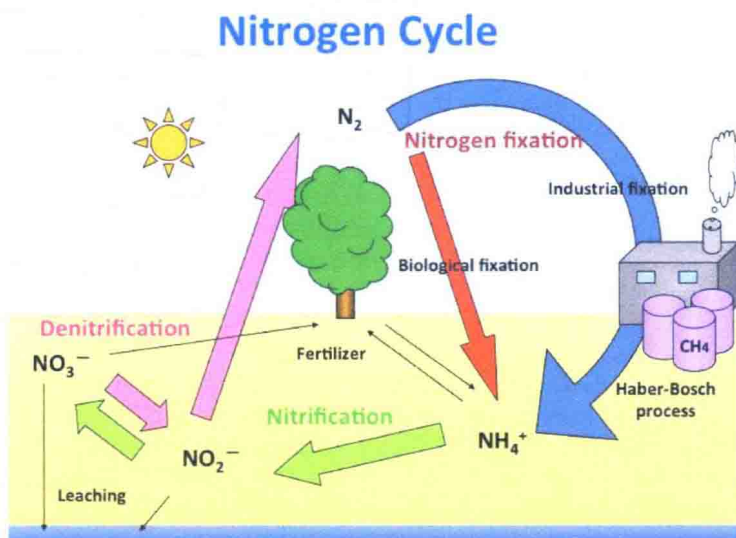 Nitrogen Cycle
N₂
Nitrogen fixation
Industrial fixation
Biological fixation
Denitrification
NO₃⁻
Fertilizer
CH4
Haber-Bosch
process
Nitrification
NO₂⁻
NH₄⁺
Leaching